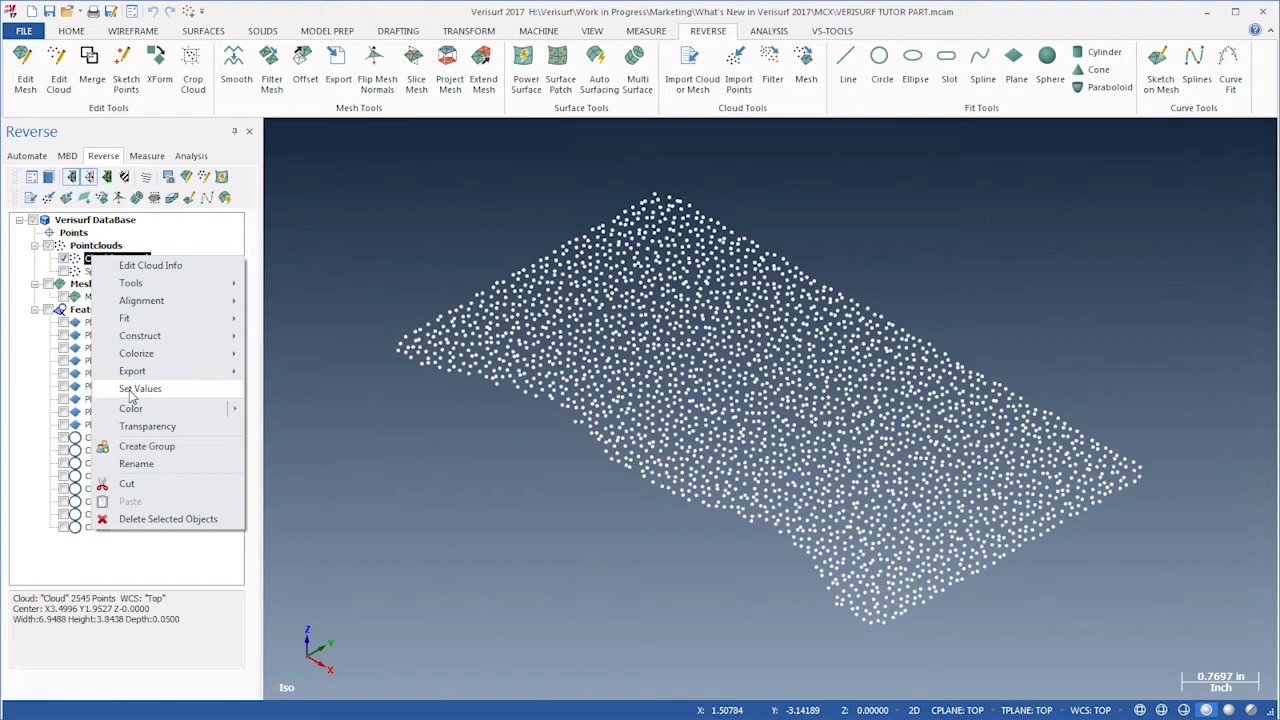 Verisurf 2017 H:\Verisurf\Work in Progress\Marketing\What's New in Verisurf 2017\MCX\VERISURF TUTOR PART.mcam
FILE HOME WIREFRAME SURFACES SOLIDS MODEL PREP DRAFTING TRANSFORM MACHINE VIEW MEASURE REVERSE ANALYSIS VS-TOOLS
Edit Mesh
Edit Cloud
Merge
Sketch Points
XForm
Crop Cloud
Edit Tools
Smooth
Filter Mesh
Offset
Export
Flip Mesh Normals
Slice Mesh
Project Mesh
Extend Mesh
Mesh Tools
Power Surface
Surface Patch
Auto Surfacing
Multi Surface
Surface Tools
Import Cloud or Mesh
Import Points
Filter
Mesh
Cloud Tools
Line
Circle
Ellipse
Slot
Spline
Plane
Sphere
Cylinder
Cone
Paraboloid
Fit Tools
Sketch on Mesh
Splines
Curve Fit
Curve Tools
Reverse
Automate MBD Reverse Measure Analysis
Verisurf DataBase
Points
Pointclouds
Edit Cloud Info
Tools
Alignment
Fit
Construct
Colorize
Export
Set Values
Color
Transparency
Create Group
Rename
Cut
Paste
Delete Selected Objects
Cloud: "Cloud" 2545 Points WCS: "Top"
Center: X3.4996 Y1.9527 Z-0.0000
Width:6.9488 Height:3.8438 Depth:0.0500
Z
Y
X
Iso
0.7697 in
Inch
X: 1.50784 Y: -3.14189 Z: 0.00000 2D CPLANE: TOP TPLANE: TOP WCS: TOP